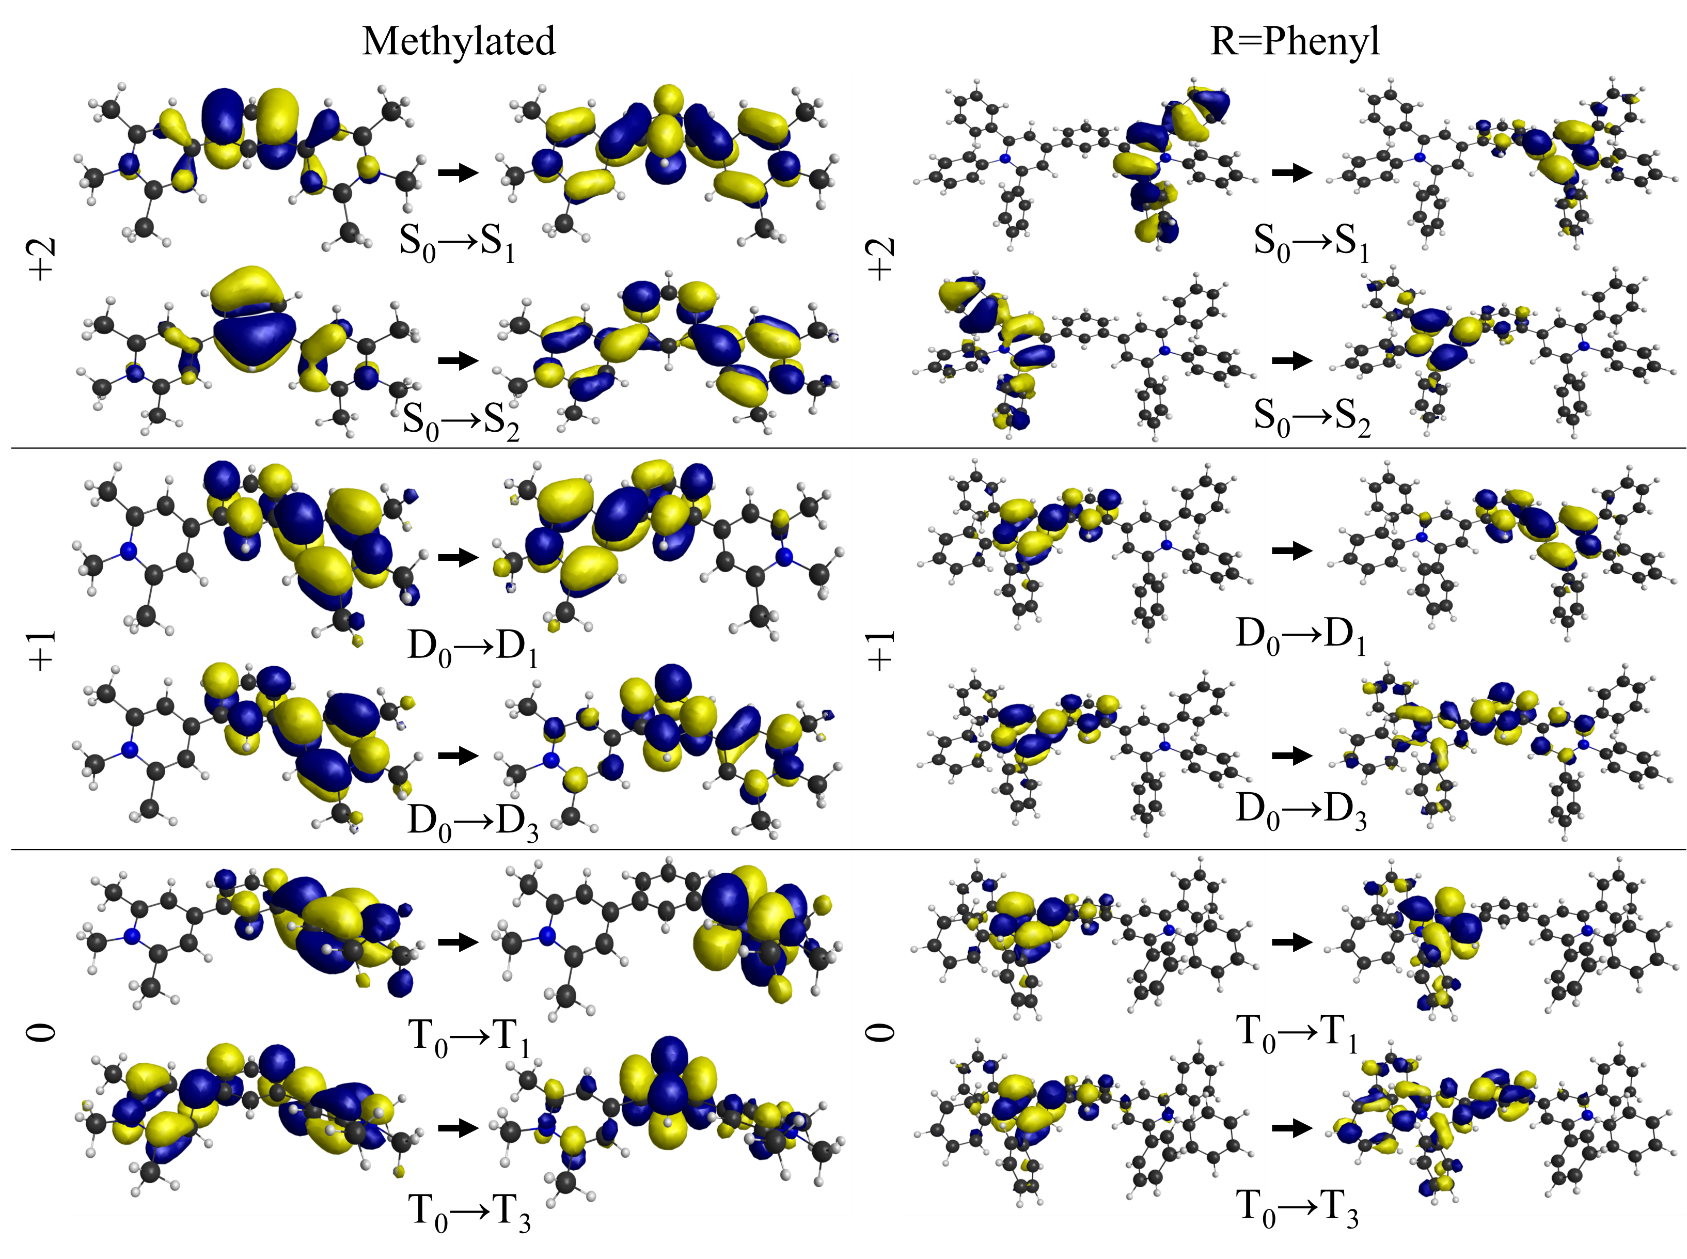 Methylated
R=Phenyl
+2
S₀→S₁
S₀→S₂
+2
S₀→S₁
S₀→S₂
+1
D₀→D₁
D₀→D₃
+1
D₀→D₁
D₀→D₃
0
T₀→T₁
T₀→T₃
0
T₀→T₁
T₀→T₃